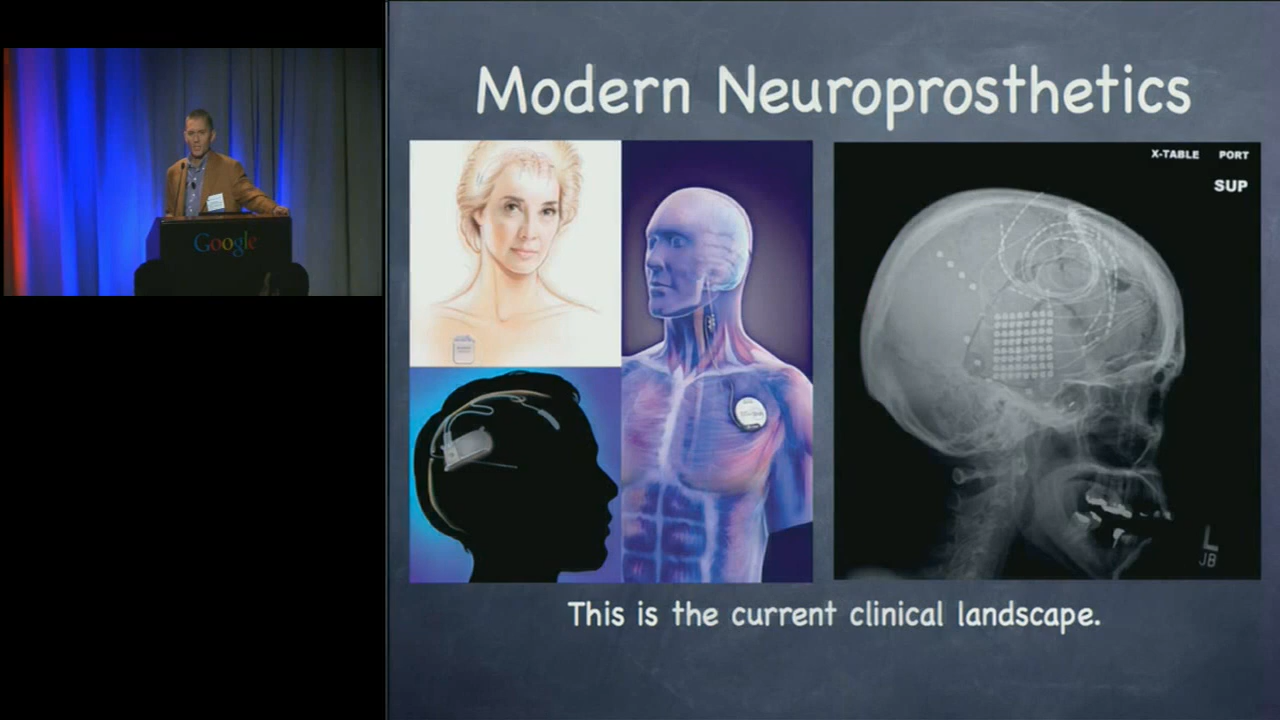 Modern Neuroprosthetics
Google
X-TABLE PORT
SUP
L
JB
This is the current clinical landscape.